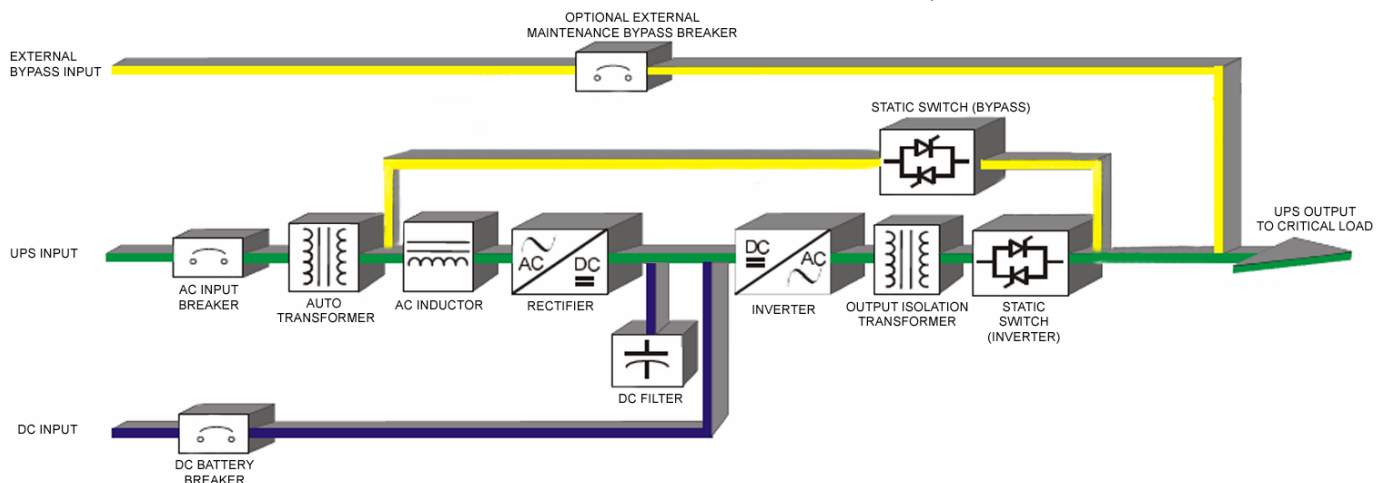 OPTIONAL EXTERNAL
MAINTENANCE BYPASS BREAKER
EXTERNAL
BYPASS INPUT
STATIC SWITCH (BYPASS)
UPS OUTPUT
TO CRITICAL LOAD
UPS INPUT
AC
DC
DC
AC
AC INPUT
BREAKER
AUTO
TRANSFORMER
AC INDUCTOR
RECTIFIER
INVERTER
OUTPUT ISOLATION
TRANSFORMER
STATIC
SWITCH
(INVERTER)
DC FILTER
DC INPUT
DC BATTERY
BREAKER